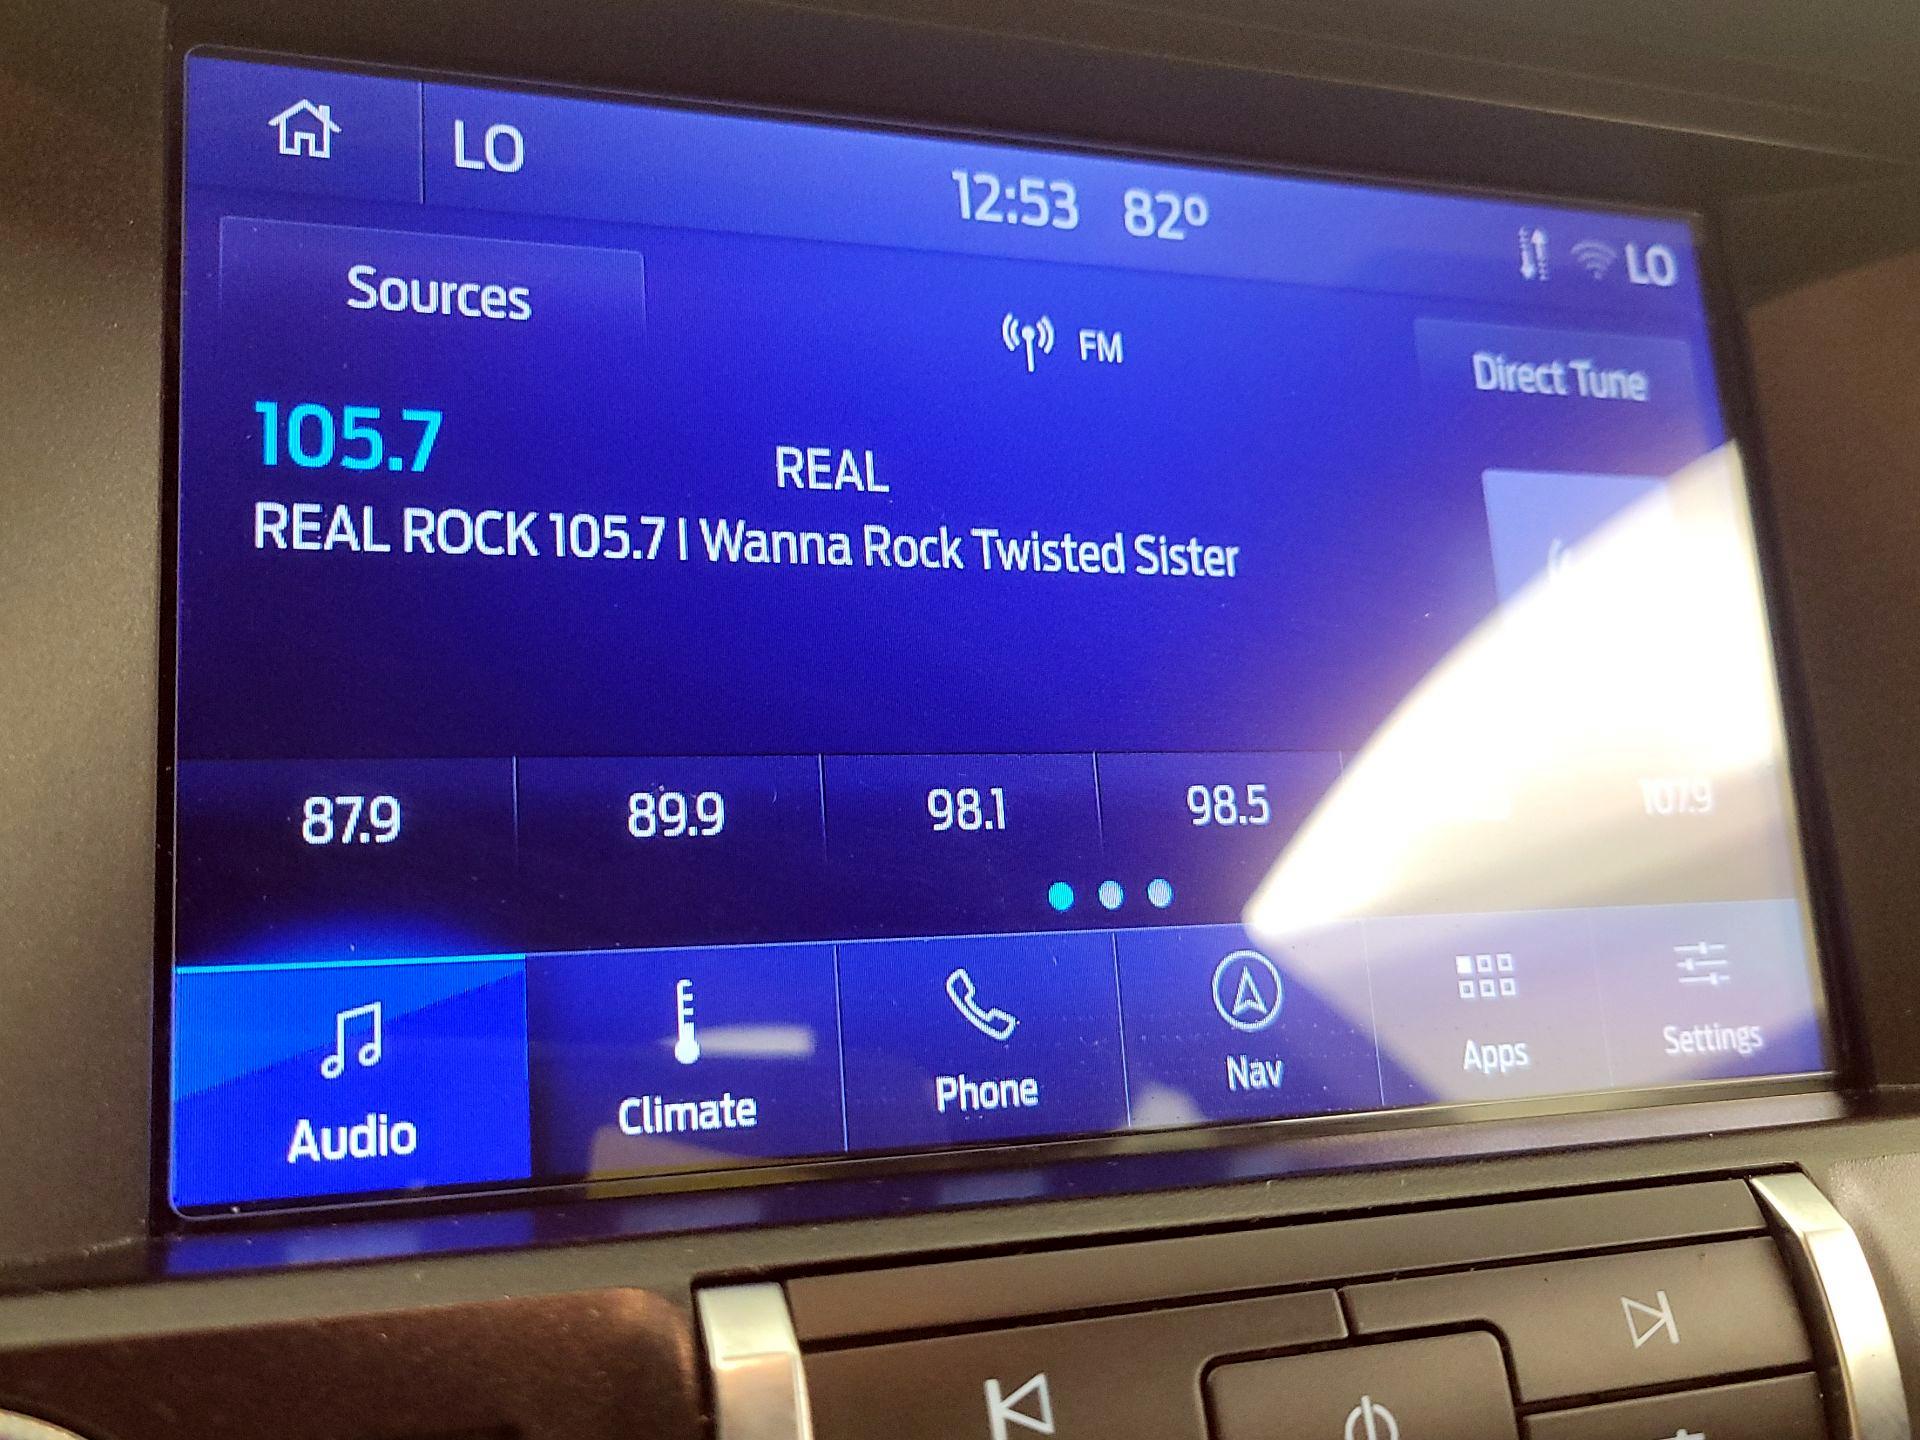 LO
12:53 82°
LO
Sources
FM
Direct Tune
105.7
REAL
REAL ROCK 105.7 I Wanna Rock Twisted Sister
87.9
89.9
98.1
98.5
107.9
Audio
Climate
Phone
Nav
Apps
Settings